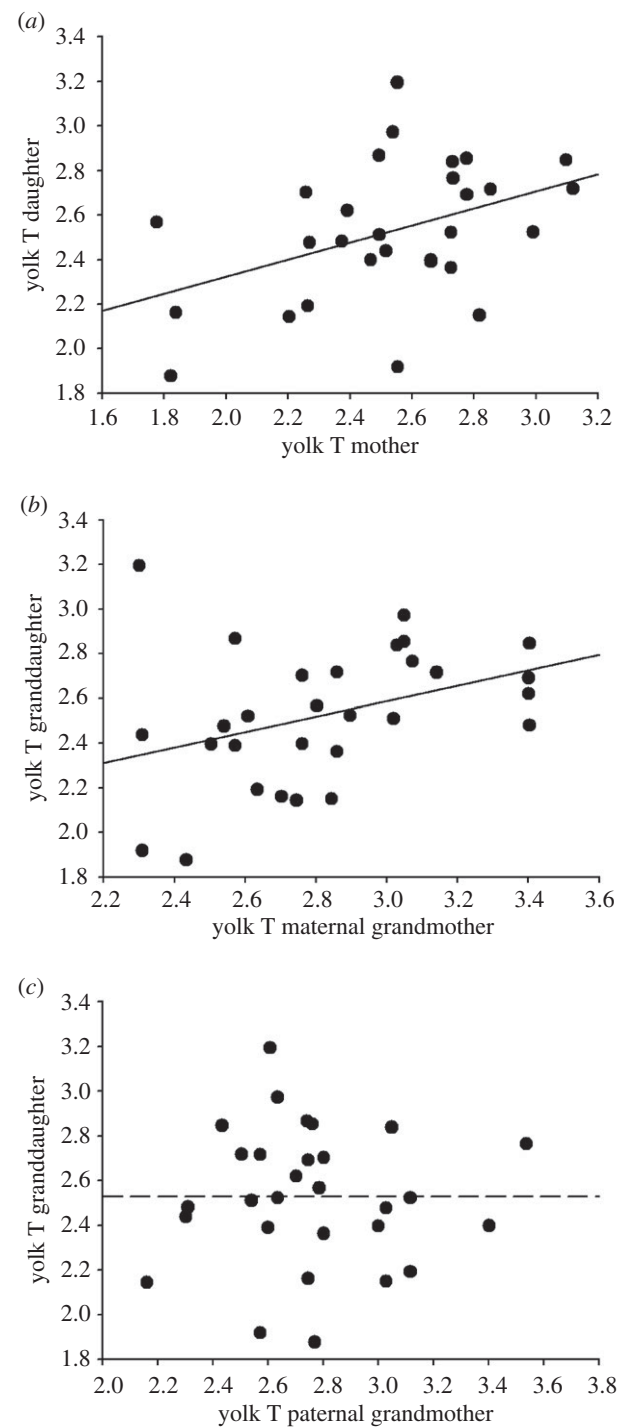 (a)
3.4
3.2
3.0
2.8
2.6
2.4
2.2
2.0
1.8
yolk T daughter
1.6 1.8 2.0 2.2 2.4 2.6 2.8 3.0 3.2
yolk T mother
(b)
3.4
3.2
3.0
2.8
2.6
2.4
2.2
2.0
1.8
yolk T granddaughter
2.2 2.4 2.6 2.8 3.0 3.2 3.4 3.6
yolk T maternal grandmother
(c)
3.4
3.2
3.0
2.8
2.6
2.4
2.2
2.0
1.8
yolk T granddaughter
2.0 2.2 2.4 2.6 2.8 3.0 3.2 3.4 3.6 3.8
yolk T paternal grandmother